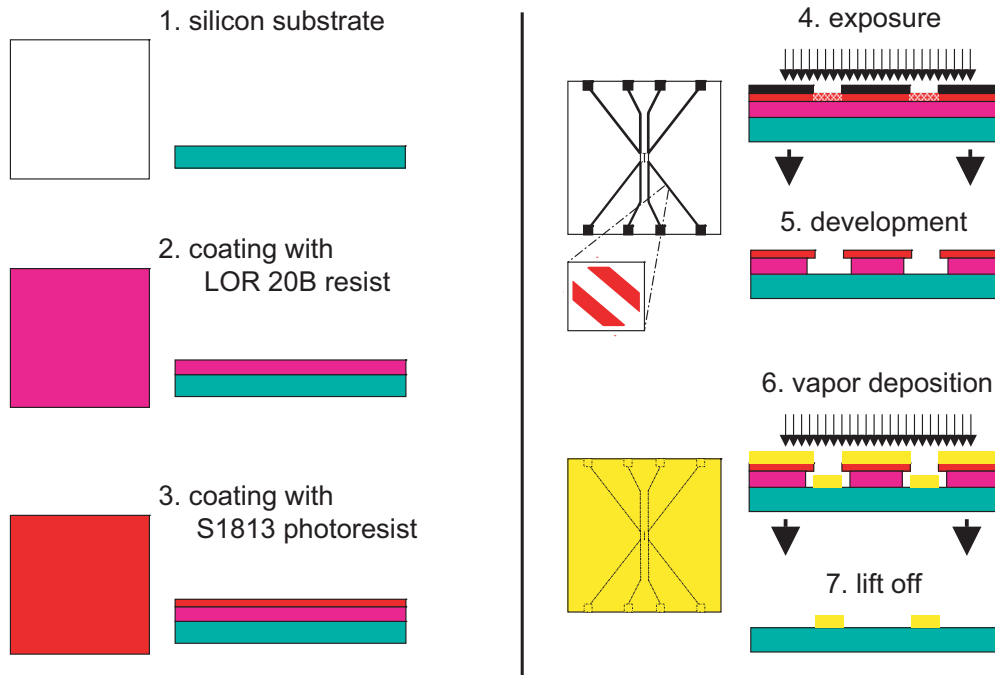 1. silicon substrate
2. coating with
LOR 20B resist
3. coating with
S1813 photoresist
4. exposure
5. development
6. vapor deposition
7. lift off